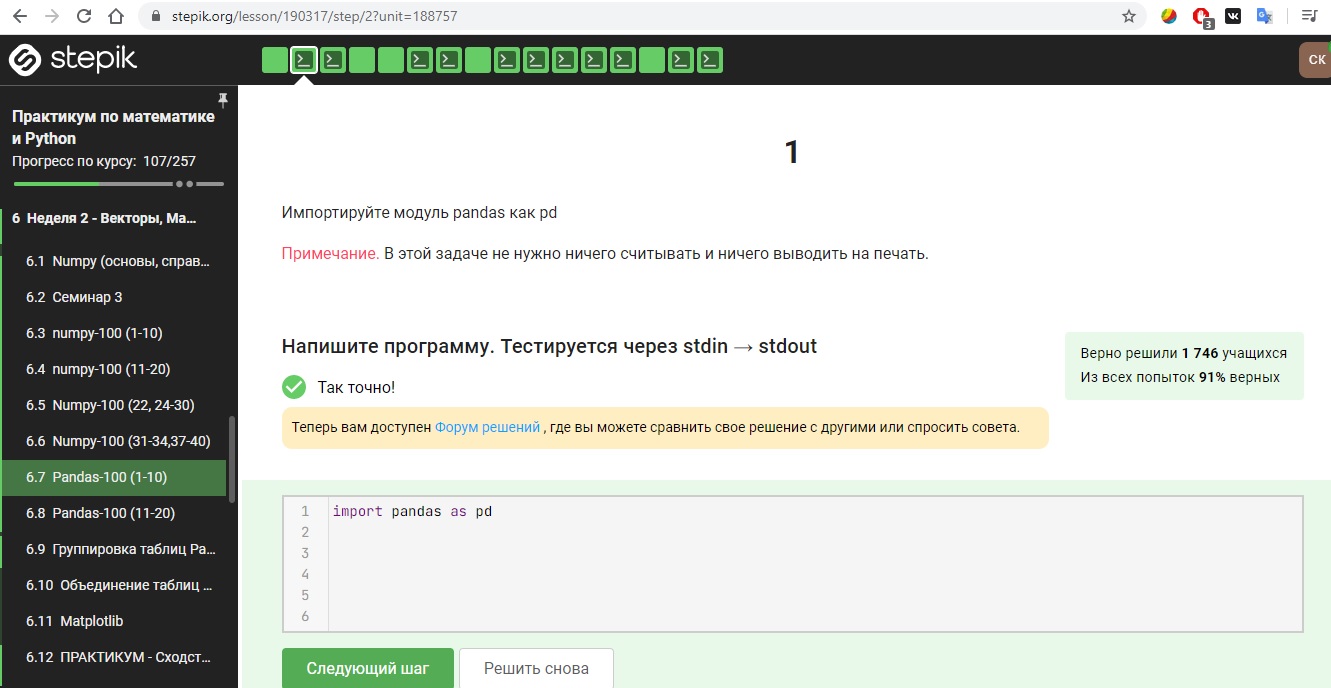 stepik.org/lesson/190317/step/2?unit=188757
3
stepik
СК
Практикум по математике
и Python
Прогресс по курсу: 107/257
6 Неделя 2 - Векторы, Ма...
6.1 Numpy (основы, справ...
6.2 Семинар 3
6.3 numpy-100 (1-10)
6.4 numpy-100 (11-20)
6.5 Numpy-100 (22, 24-30)
6.6 Numpy-100 (31-34,37-40)
6.7 Pandas-100 (1-10)
6.8 Pandas-100 (11-20)
6.9 Группировка таблиц Pa...
6.10 Объединение таблиц ...
6.11 Matplotlib
6.12 ПРАКТИКУМ - Сходст...
1
Импортируйте модуль pandas как pd
Примечание. В этой задаче не нужно ничего считывать и ничего выводить на печать.
Напишите программу. Тестируется через stdin → stdout
Верно решили 1 746 учащихся
Из всех попыток 91% верных
Так точно!
Теперь вам доступен Форум решений , где вы можете сравнить свое решение с другими или спросить совета.
1 import pandas as pd
2
3
4
5
6
Следующий шаг
Решить снова